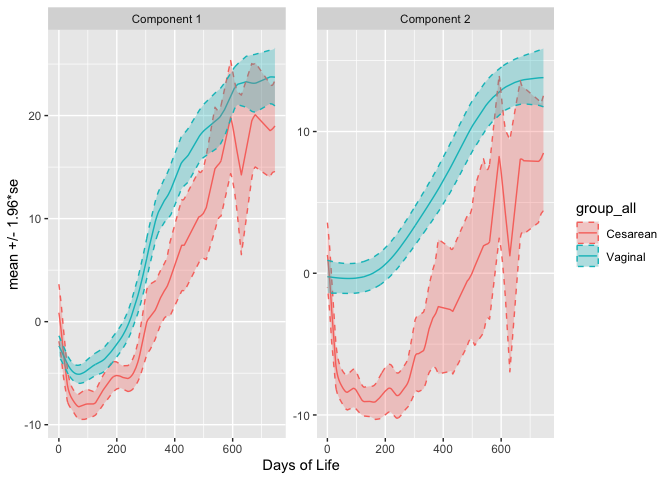 Component 1
Component 2
mean +/- 1.96*se
20
10
0
-10
10
0
-10
0
200
400
600
0
200
400
600
Days of Life
group_all
Cesarean
Vaginal